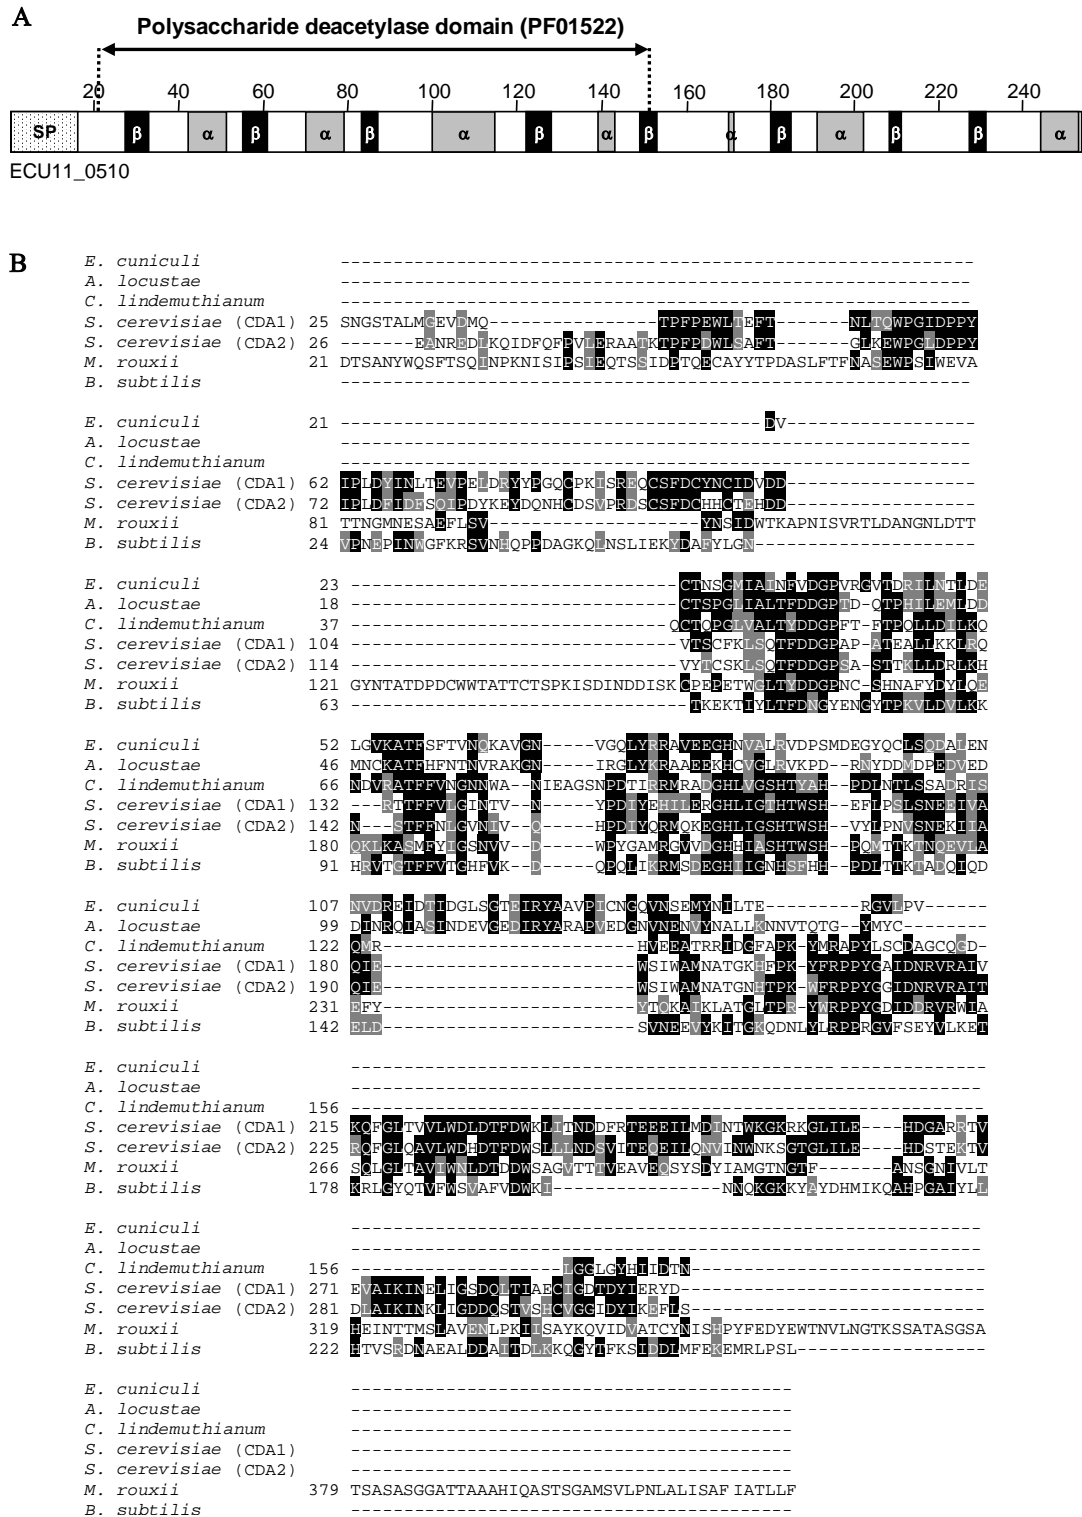 A
Polysaccharide deacetylase domain (PF01522)
20 40 60 80 100 120 140 160 180 200 220 240
SP β α β α β α β α β α β α β β α
ECU11_0510
B
E. cuniculi ------------------------------------------------------------
A. locustae ------------------------------------------------------------
C. lindemuthianum ------------------------------------------------------------
S. cerevisiae (CDA1) 25 SNGSTALMGEVDMQ----------------TPFPEWLTEFT-------NLTQWPGIDPPY
S. cerevisiae (CDA2) 26 -------EANREDLKQIDFQFPVLERAATKTPFPDWLSAFT-------GLKEWPGLDPPY
M. rouxii 21 DTSANYWQSFTSQINPKNISIPSIEQTSSIDPTQECAYYTPDASLFTFNASEWPSIWEVA
B. subtilis ------------------------------------------------------------
E. cuniculi 21 ----------------------------------------DV------------------
A. locustae ------------------------------------------------------------
C. lindemuthianum ------------------------------------------------------------
S. cerevisiae (CDA1) 62 IPLDYINLTEVPELDRYYPGQCPKISREQCSFDCYNCIDVDD------------------
S. cerevisiae (CDA2) 72 IPLDFIDFSQIPDYKEYDQNHCDSVPRDSCSFDCHHCTEHDD------------------
M. rouxii 81 TTNGMNESAEFLSV--------------------YNSIDWTKAPNISVRTLDANGNLDTT
B. subtilis 24 VPNEPINWGFKRSVNHQPPDAGKQLNSLIEKYDAFYLGN---------------------
E. cuniculi 23 -------------------------------CTNSGMIAINFVDGPVRGVTDRILNTLDE
A. locustae 18 -------------------------------CTSPGLIALTFDDGPTD-QTPHILEMLDD
C. lindemuthianum 37 ------------------------------QCTQPGLVALTYDDGPFT-FTPQLLDILKQ
S. cerevisiae (CDA1) 104 --------------------------------VTSCFKLSQTFDDGPAP-ATEALLKKLRQ
S. cerevisiae (CDA2) 114 --------------------------------VYTCSKLSQTFDDGPSA-STTKLLDRLKH
M. rouxii 121 GYNTATDPDCWWTATTCTSPKISDINDDISKCPEPETWGLTYDDGPNC-SHNAFYDYLQE
B. subtilis 63 --------------------------------TKEKTIYLTFDNGYENGYTPKVLDVLKK
E. cuniculi 52 LGVKATFSFTVNQKAVGN-----VGQLYRRAVEEGHNVALRVDPSMDEGYQCLSQDALEN
A. locustae 46 MNCKATFHFNTNVRAKGN-----IRGLYKRAAEEKHCVGLRVKPD--RNYDDMDPEDVED
C. lindemuthianum 66 NDVRATFFVNGNNWA--NIEAGSNPDTIRRMRADGHLVGSHTYAH--PDLNTLSSADRIS
S. cerevisiae (CDA1) 132 ---RTTFFVLGINTV--N-----YPDIYEHILERGHLIGTHTWSH--EFLPSLSNEEIVA
S. cerevisiae (CDA2) 142 N---STFFNLGVNIV--Q-----HPDIYQRMQKEGHLIGSHTWSH--VYLPNVSNEKIIA
M. rouxii 180 QKLKASMFYIGSNVV--D-----WPYGAMRGVVDGHHIASHTWSH--PQMTTKTNQEVLA
B. subtilis 91 HRVTGTFFVTGHFVK--D-----QPQLIKRMSDEGHIIGNHSFHH--PDLTTKTADQIQD
E. cuniculi 107 NVDREIDTIDGLSGTEIRYAAVPICNGQVNSEMYNILTE---------RGVLPV------
A. locustae 99 DINRQIASINDEVGEDIRYARAPVEDGNVNENVYNALLKNNVTQTG--YMYC--------
C. lindemuthianum 122 QMR------------------------HVEEATRRIDGFAPK-YMRAPYLSCDAGCQGD-
S. cerevisiae (CDA1) 180 QIE------------------------WSIWAMNATGKHFPK-YFRPPYGAIDNRVRAIV
S. cerevisiae (CDA2) 190 QIE------------------------WSIWAMNATGNHTPK-WFRPPYGGIDNRVRAIT
M. rouxii 231 EFY------------------------YTQKAIKLATGLTPR-YWRPPYGDIDDRVRWIA
B. subtilis 142 ELD------------------------SVNEEVYKITGKQDNLYLRPPRGVFSEYVLKET
E. cuniculi ------------------------------------------------------------
A. locustae ------------------------------------------------------------
C. lindemuthianum 156 ------------------------------------------------------------
S. cerevisiae (CDA1) 215 KQFGLTVVLWDLDTFDWKLITNDDFRTEEEILMDINTWKGKRKGLILE----HDGARRTV
S. cerevisiae (CDA2) 225 RQFGLQAVLWDHDTFDWSLLLNDSVITEQEILQNVINWNKSGTGLILE----HDSTEKTV
M. rouxii 266 SQLGLTAVIWNLDTDDWSAGVTTTVEAVEQSYSDYIAMGTNGTF-------ANSGNIVLT
B. subtilis 178 KRLGYQTVFWSVAFVDWKI----------------NNQKGKKYAYDHMIKQAHPGAIYLL
E. cuniculi ------------------------------------------------------------
A. locustae ------------------------------------------------------------
C. lindemuthianum 156 --------------------LGGLGYHIIDTN----------------------------
S. cerevisiae (CDA1) 271 EVAIKINELIGSDQLTIAECIGDTDYIERYD-----------------------------
S. cerevisiae (CDA2) 281 DLAIKINKLIGDDQSTVSHCVGGIDYIKEFLS----------------------------
M. rouxii 319 HEINTTMSLAVENLPKIISAYKQVIDVATCYNISHPYFEDYEWTNVLNGTKSSATASGSA
B. subtilis 222 HTVSRDNAEALDDAITDLKKQGYTFKSIDDLMFEKEMRLPSL------------------
E. cuniculi ------------------------------------------
A. locustae ------------------------------------------
C. lindemuthianum ------------------------------------------
S. cerevisiae (CDA1) ------------------------------------------
S. cerevisiae (CDA2) ------------------------------------------
M. rouxii 379 TSASASGGATTAAAHIQASTSGAMSVLPNLALISAFIATLLF
B. subtilis ------------------------------------------